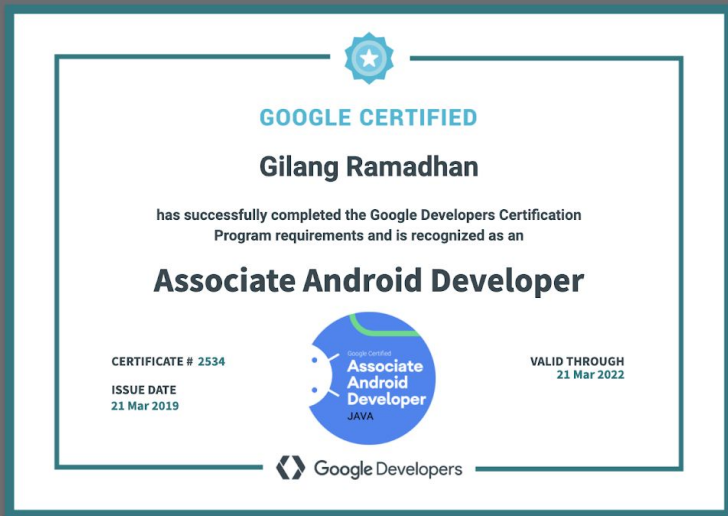 GOOGLE CERTIFIED
Gilang Ramadhan
has successfully completed the Google Developers Certification
Program requirements and is recognized as an
Associate Android Developer
CERTIFICATE # 2534
ISSUE DATE
21 Mar 2019
Google Certified
Associate
Android
Developer
JAVA
VALID THROUGH
21 Mar 2022
Google Developers